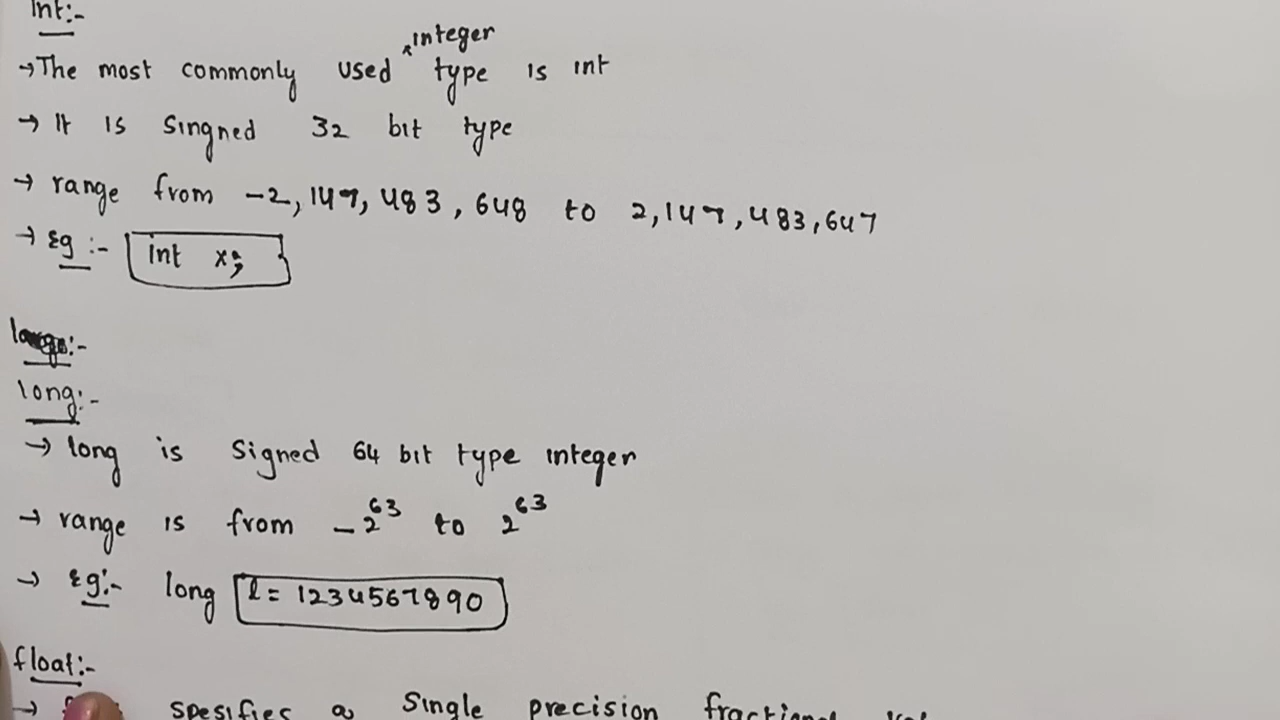 Int:-
→ The most commonly used ^integer type is int
→ It is Singned 32 bit type
→ range from -2,147,483,648 to 2,147,483,647
→ Eg :- int x;
long:-
→ long is Signed 64 bit type integer
→ range is from -2^63 to 2^63
→ Eg:- long l = 1234567890
float:-
→ spesifies a Single precision fractional